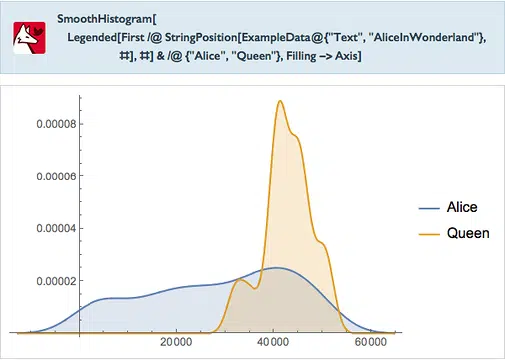 SmoothHistogram[
Legended[First /@ StringPosition[ExampleData@{"Text", "AliceInWonderland"},
#], #] & /@ {"Alice", "Queen"}, Filling -> Axis]
0.00008
0.00006
0.00004
0.00002
Alice
Queen
20000 40000 60000